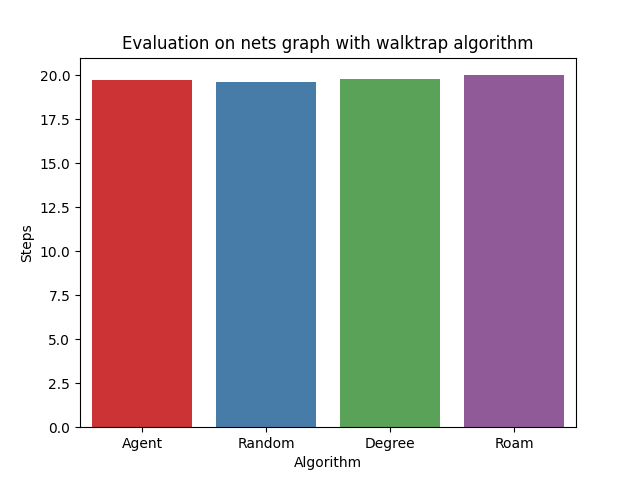 Evaluation on nets graph with walktrap algorithm
20.0
17.5
15.0
12.5
10.0
7.5
5.0
2.5
0.0
Steps
Agent Random Degree Roam
Algorithm